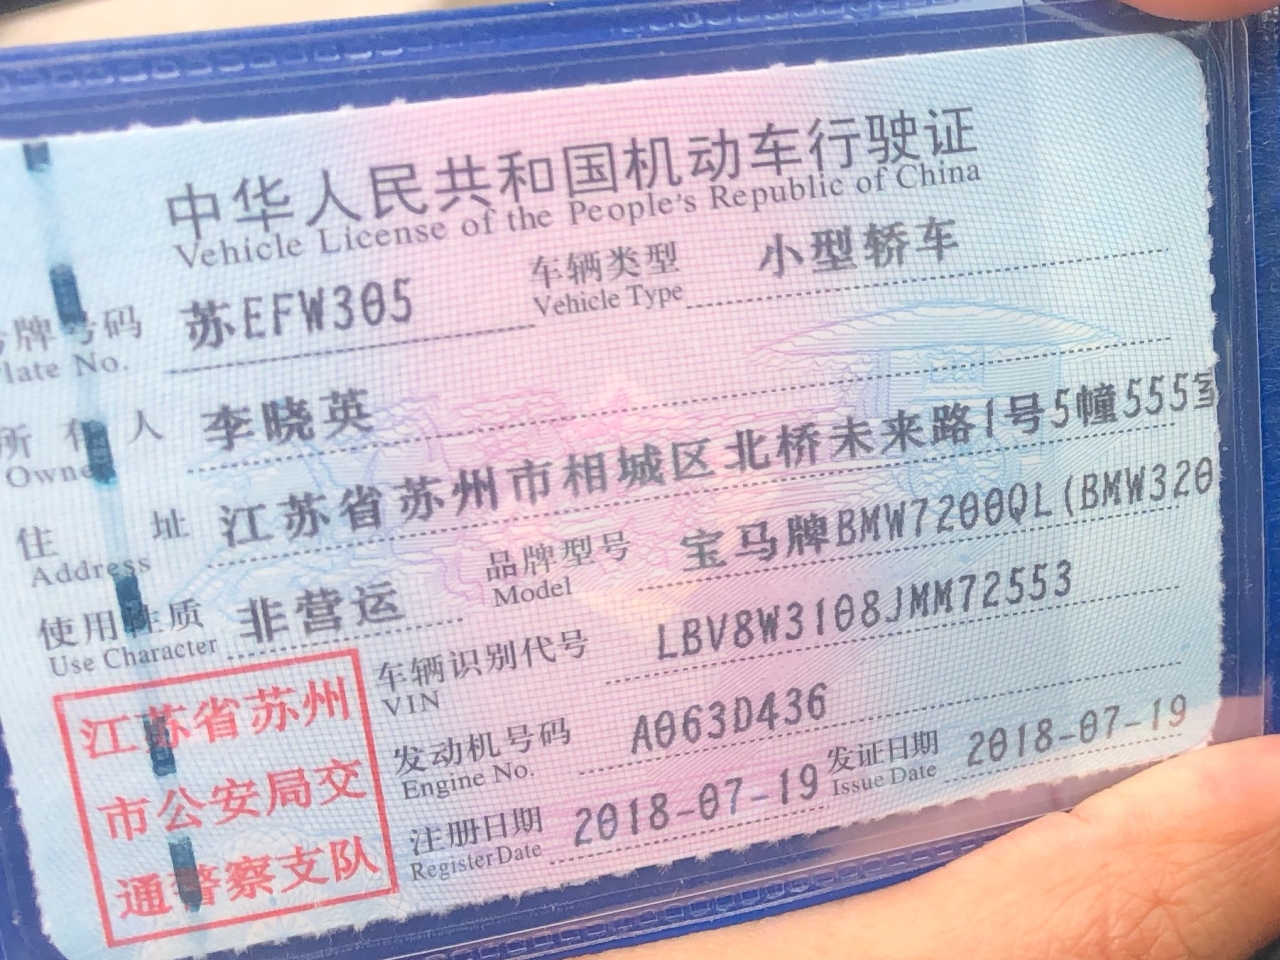 中华人民共和国机动车行驶证
Vehicle License of the People's Republic of China
号牌号码 苏EFW305 车辆类型 小型轿车
Plate No. Vehicle Type
所有人 李晓英
Owner
住址 江苏省苏州市相城区北桥未来路1号5幢555室
Address
使用性质 非营运 品牌型号 宝马牌BMW7200QL(BMW320
Use Character Model
车辆识别代号 LBV8W3108JMM72553
VIN
发动机号码 A063D436
Engine No.
注册日期 2018-07-19 发证日期 2018-07-19
Register Date Issue Date
江苏省苏州
市公安局交
通警察支队